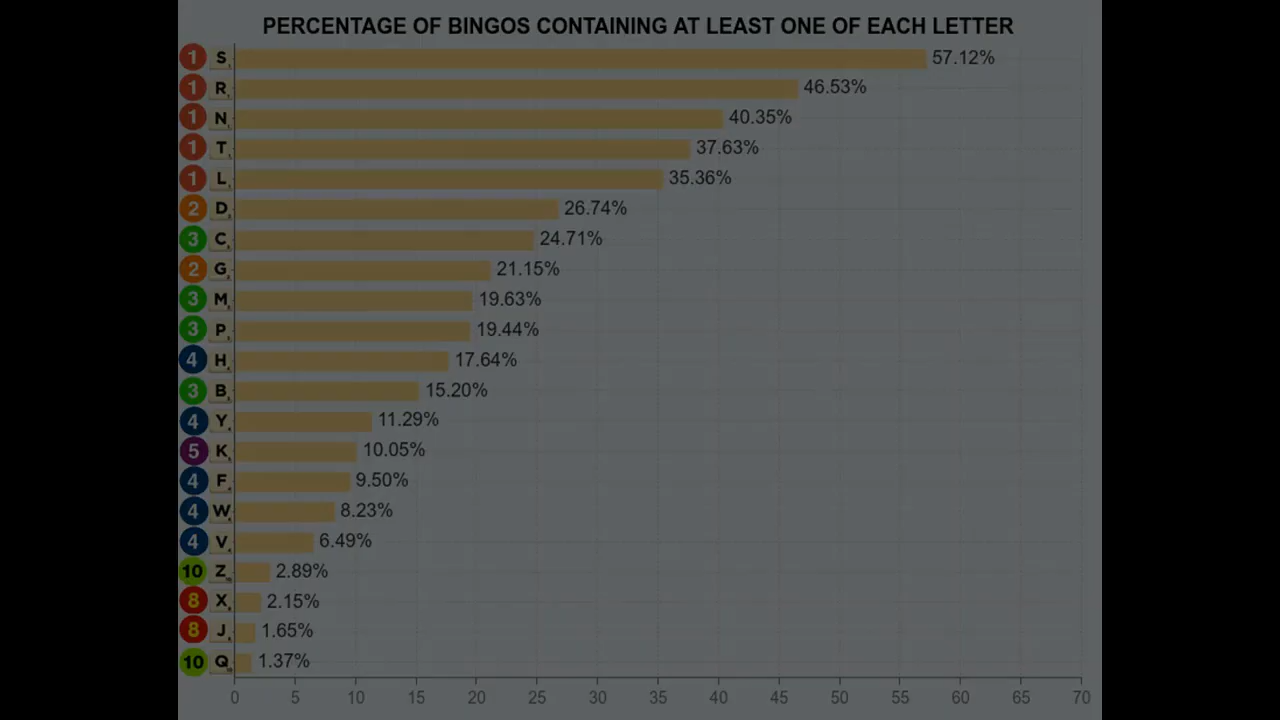 PERCENTAGE OF BINGOS CONTAINING AT LEAST ONE OF EACH LETTER
1 S 57.12%
1 R 46.53%
1 N 40.35%
1 T 37.63%
1 L 35.36%
2 D 26.74%
3 C 24.71%
2 G 21.15%
3 M 19.63%
3 P 19.44%
4 H 17.64%
3 B 15.20%
4 Y 11.29%
5 K 10.05%
4 F 9.50%
4 W 8.23%
4 V 6.49%
10 Z 2.89%
8 X 2.15%
8 J 1.65%
10 Q 1.37%
0 5 10 15 20 25 30 35 40 45 50 55 60 65 70